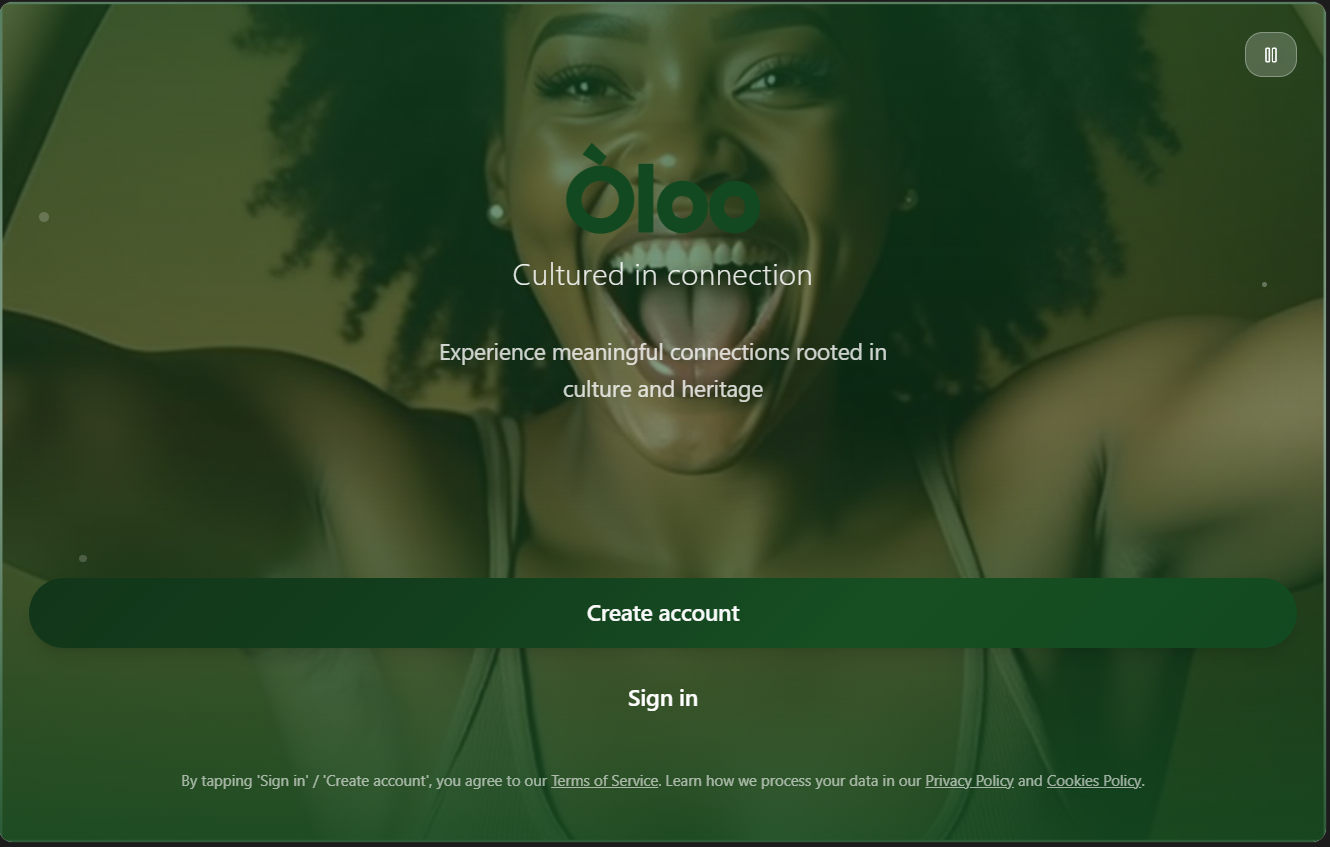 Òloo
Cultured in connection
Experience meaningful connections rooted in
culture and heritage
Create account
Sign in
By tapping 'Sign in' / 'Create account', you agree to our Terms of Service. Learn how we process your data in our Privacy Policy and Cookies Policy.